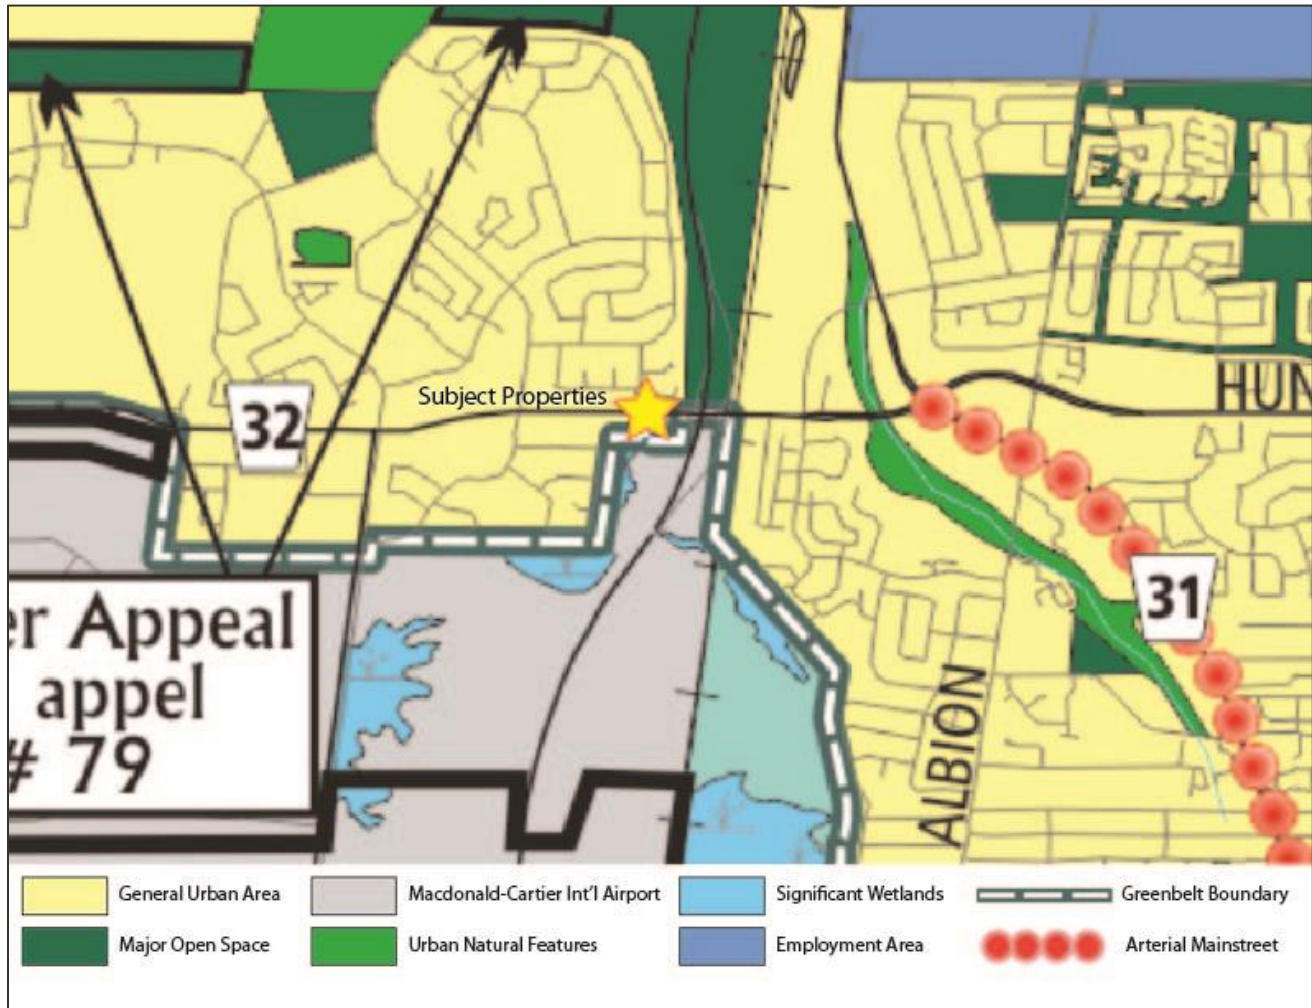 Subject Properties
32
HUN
er Appeal
appel
# 79
31
ALBION
General Urban Area
Macdonald-Cartier Int'l Airport
Significant Wetlands
Greenbelt Boundary
Major Open Space
Urban Natural Features
Employment Area
Arterial Mainstreet